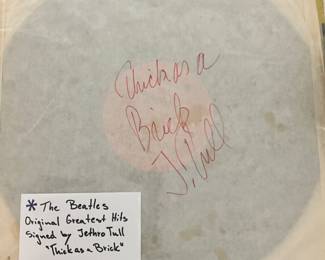 Thick as a
Brick
J. Tull
* The Beatles
Original Greatest Hits
Signed by Jethro Tull
"Thick as a Brick"